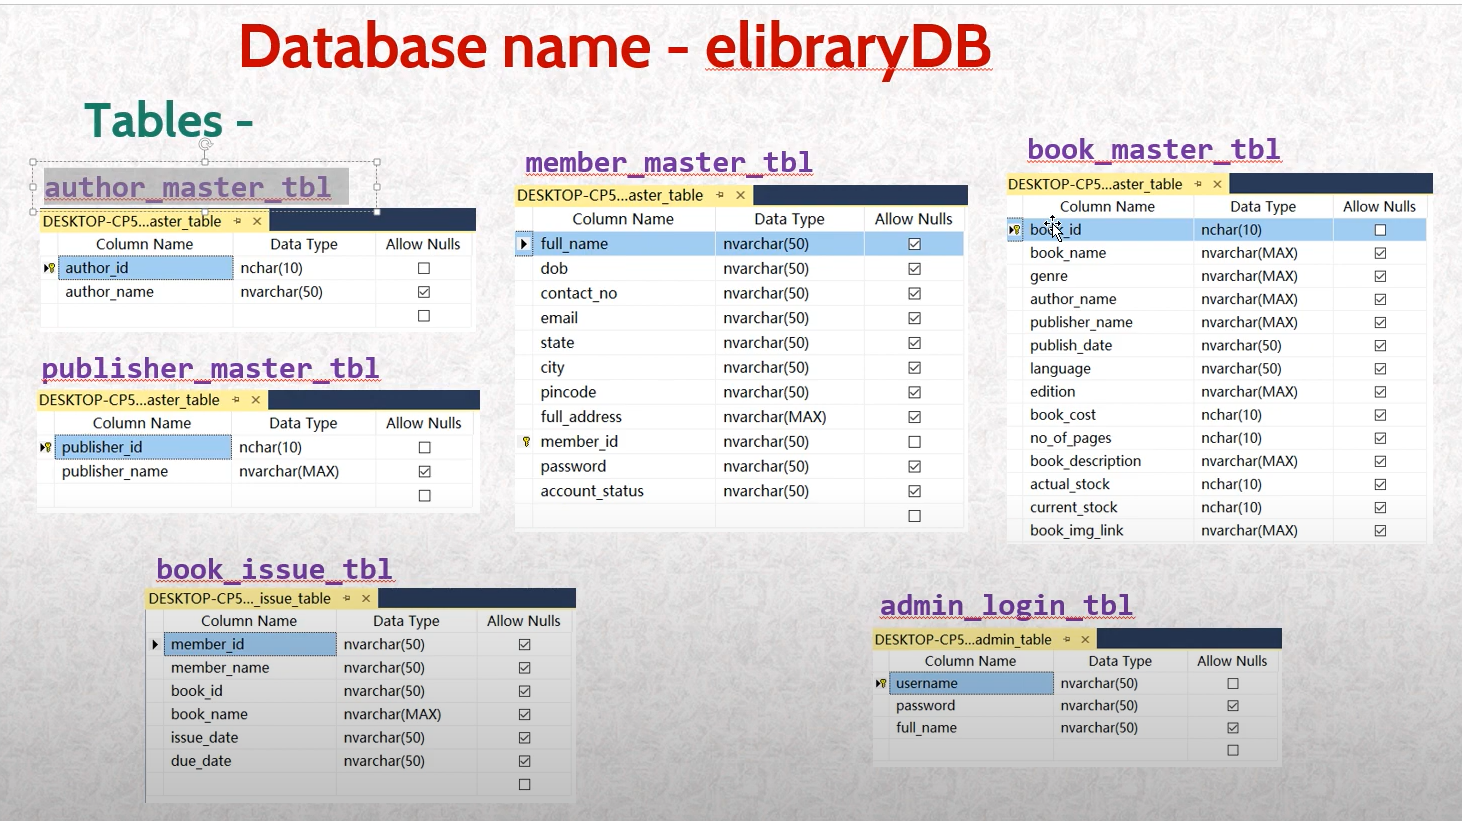 Database name - elibraryDB
Tables -
author_master_tbl
DESKTOP-CP5...aster_table
Column Name Data Type Allow Nulls
author_id nchar(10)
author_name nvarchar(50)
publisher_master_tbl
DESKTOP-CP5...aster_table
Column Name Data Type Allow Nulls
publisher_id nchar(10)
publisher_name nvarchar(MAX)
member_master_tbl
DESKTOP-CP5...aster_table
Column Name Data Type Allow Nulls
full_name nvarchar(50)
dob nvarchar(50)
contact_no nvarchar(50)
email nvarchar(50)
state nvarchar(50)
city nvarchar(50)
pincode nvarchar(50)
full_address nvarchar(MAX)
member_id nvarchar(50)
password nvarchar(50)
account_status nvarchar(50)
book_master_tbl
DESKTOP-CP5...aster_table
Column Name Data Type Allow Nulls
book_id nchar(10)
book_name nvarchar(MAX)
genre nvarchar(MAX)
author_name nvarchar(MAX)
publisher_name nvarchar(MAX)
publish_date nvarchar(50)
language nvarchar(50)
edition nvarchar(MAX)
book_cost nchar(10)
no_of_pages nchar(10)
book_description nvarchar(MAX)
actual_stock nchar(10)
current_stock nchar(10)
book_img_link nvarchar(MAX)
book_issue_tbl
DESKTOP-CP5..._issue_table
Column Name Data Type Allow Nulls
member_id nvarchar(50)
member_name nvarchar(50)
book_id nvarchar(50)
book_name nvarchar(MAX)
issue_date nvarchar(50)
due_date nvarchar(50)
admin_login_tbl
DESKTOP-CP5...admin_table
Column Name Data Type Allow Nulls
username nvarchar(50)
password nvarchar(50)
full_name nvarchar(50)